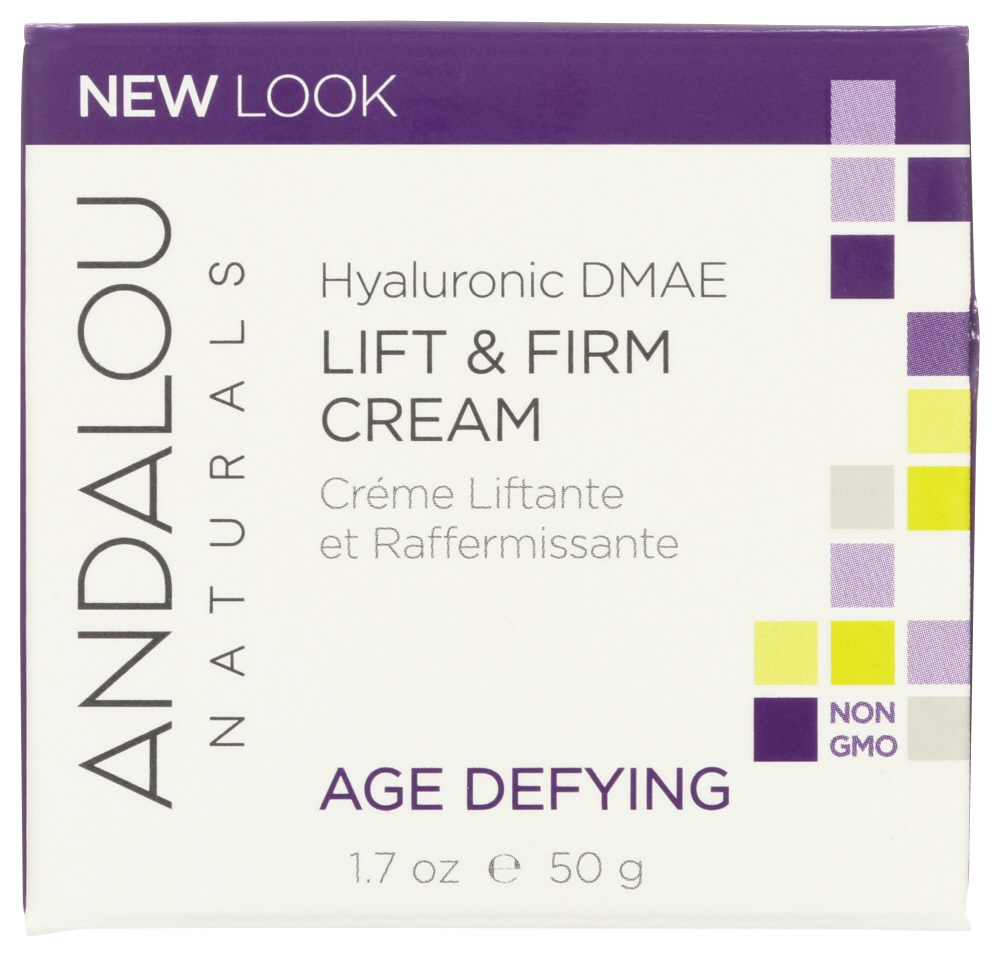 NEW LOOK
ANDALOU
NATURALS
Hyaluronic DMAE
LIFT & FIRM
CREAM
Créme Liftante
et Raffermissante
NON
GMO
AGE DEFYING
1.7 oz ℮ 50 g